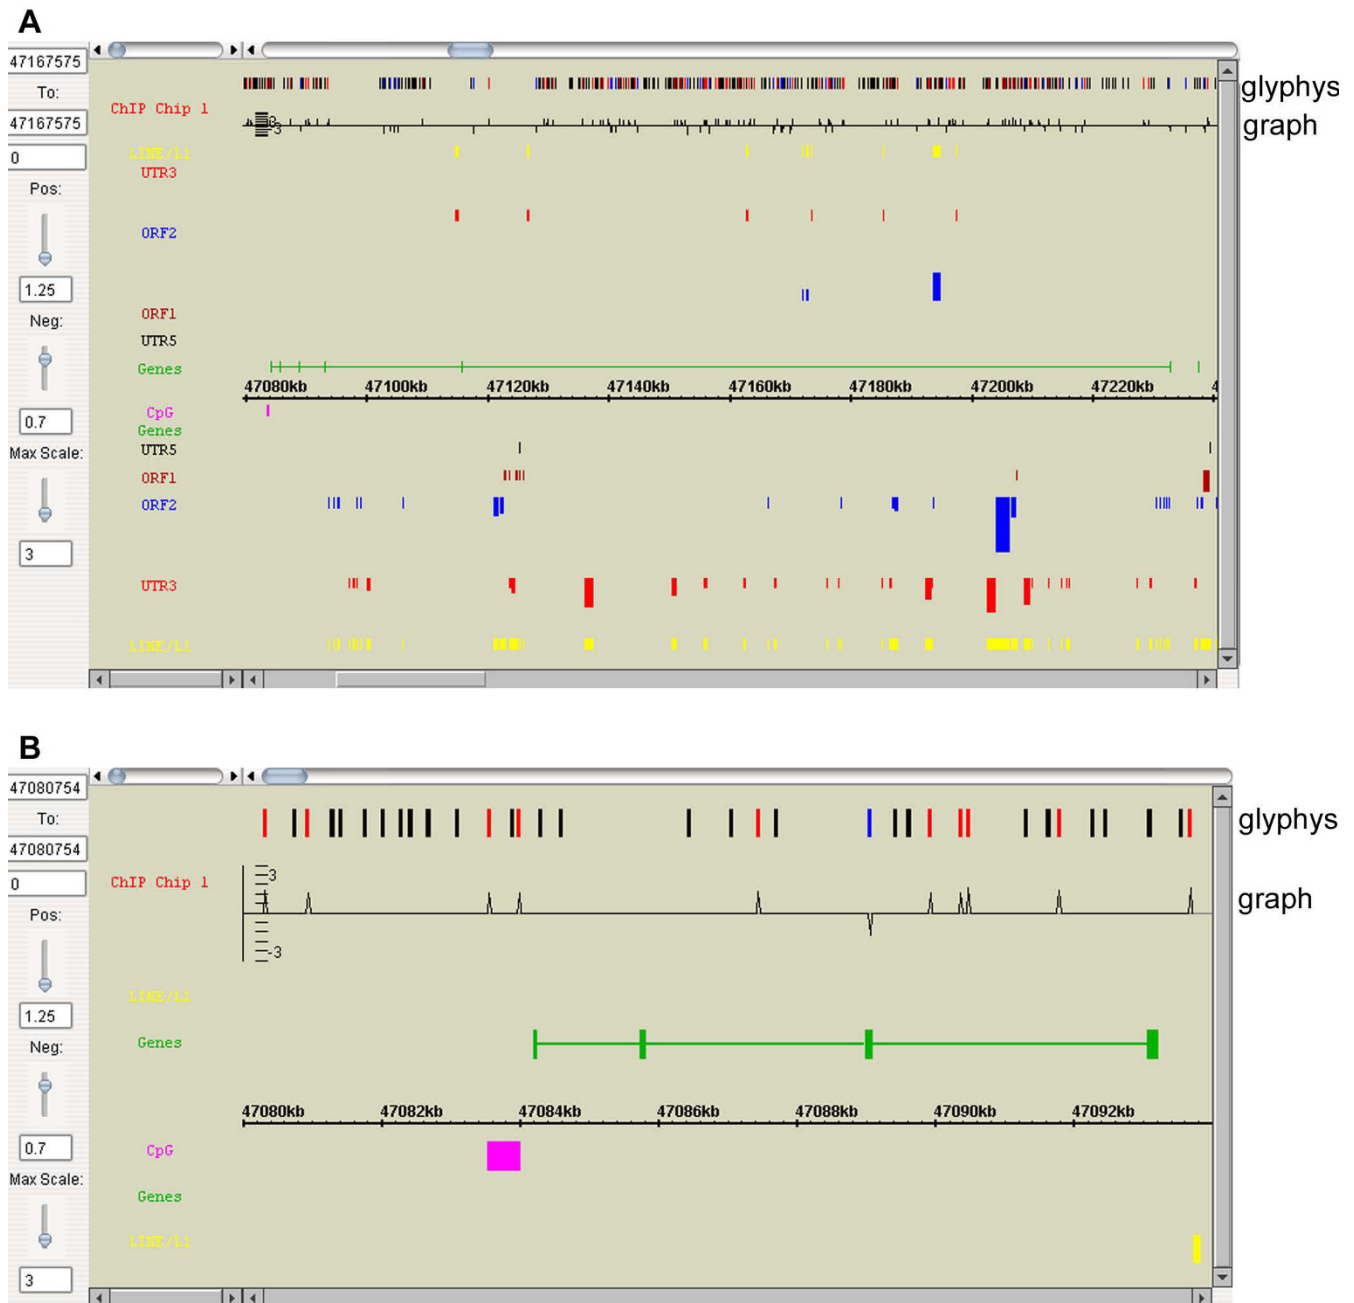 A
47167575
To:
47167575
0
Pos:
1.25
Neg:
0.7
Max Scale:
3
glyphys
ChIP Chip 1
3
-3
graph
LINE/L1
UTR3
ORF2
ORF1
UTR5
Genes
47080kb 47100kb 47120kb 47140kb 47160kb 47180kb 47200kb 47220kb 4
CpG
Genes
UTR5
ORF1
ORF2
UTR3
LINE/L1
B
47080754
To:
47080754
0
Pos:
1.25
Neg:
0.7
Max Scale:
3
glyphys
ChIP Chip 1
3
-3
graph
LINE/L1
Genes
47080kb 47082kb 47084kb 47086kb 47088kb 47090kb 47092kb
CpG
Genes
LINE/L1